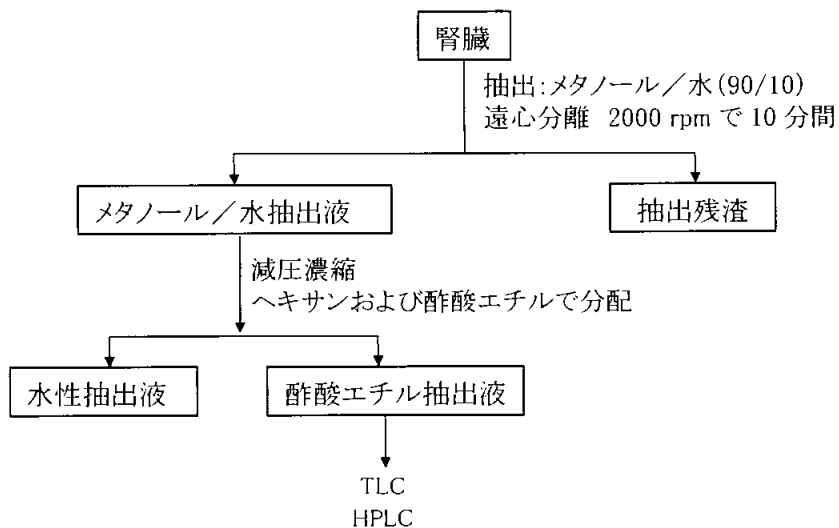 腎臓
抽出:メタノール／水(90/10)
遠心分離 2000 rpm で 10 分間
メタノール／水抽出液
抽出残渣
減圧濃縮
ヘキサンおよび酢酸エチルで分配
水性抽出液
酢酸エチル抽出液
TLC
HPLC